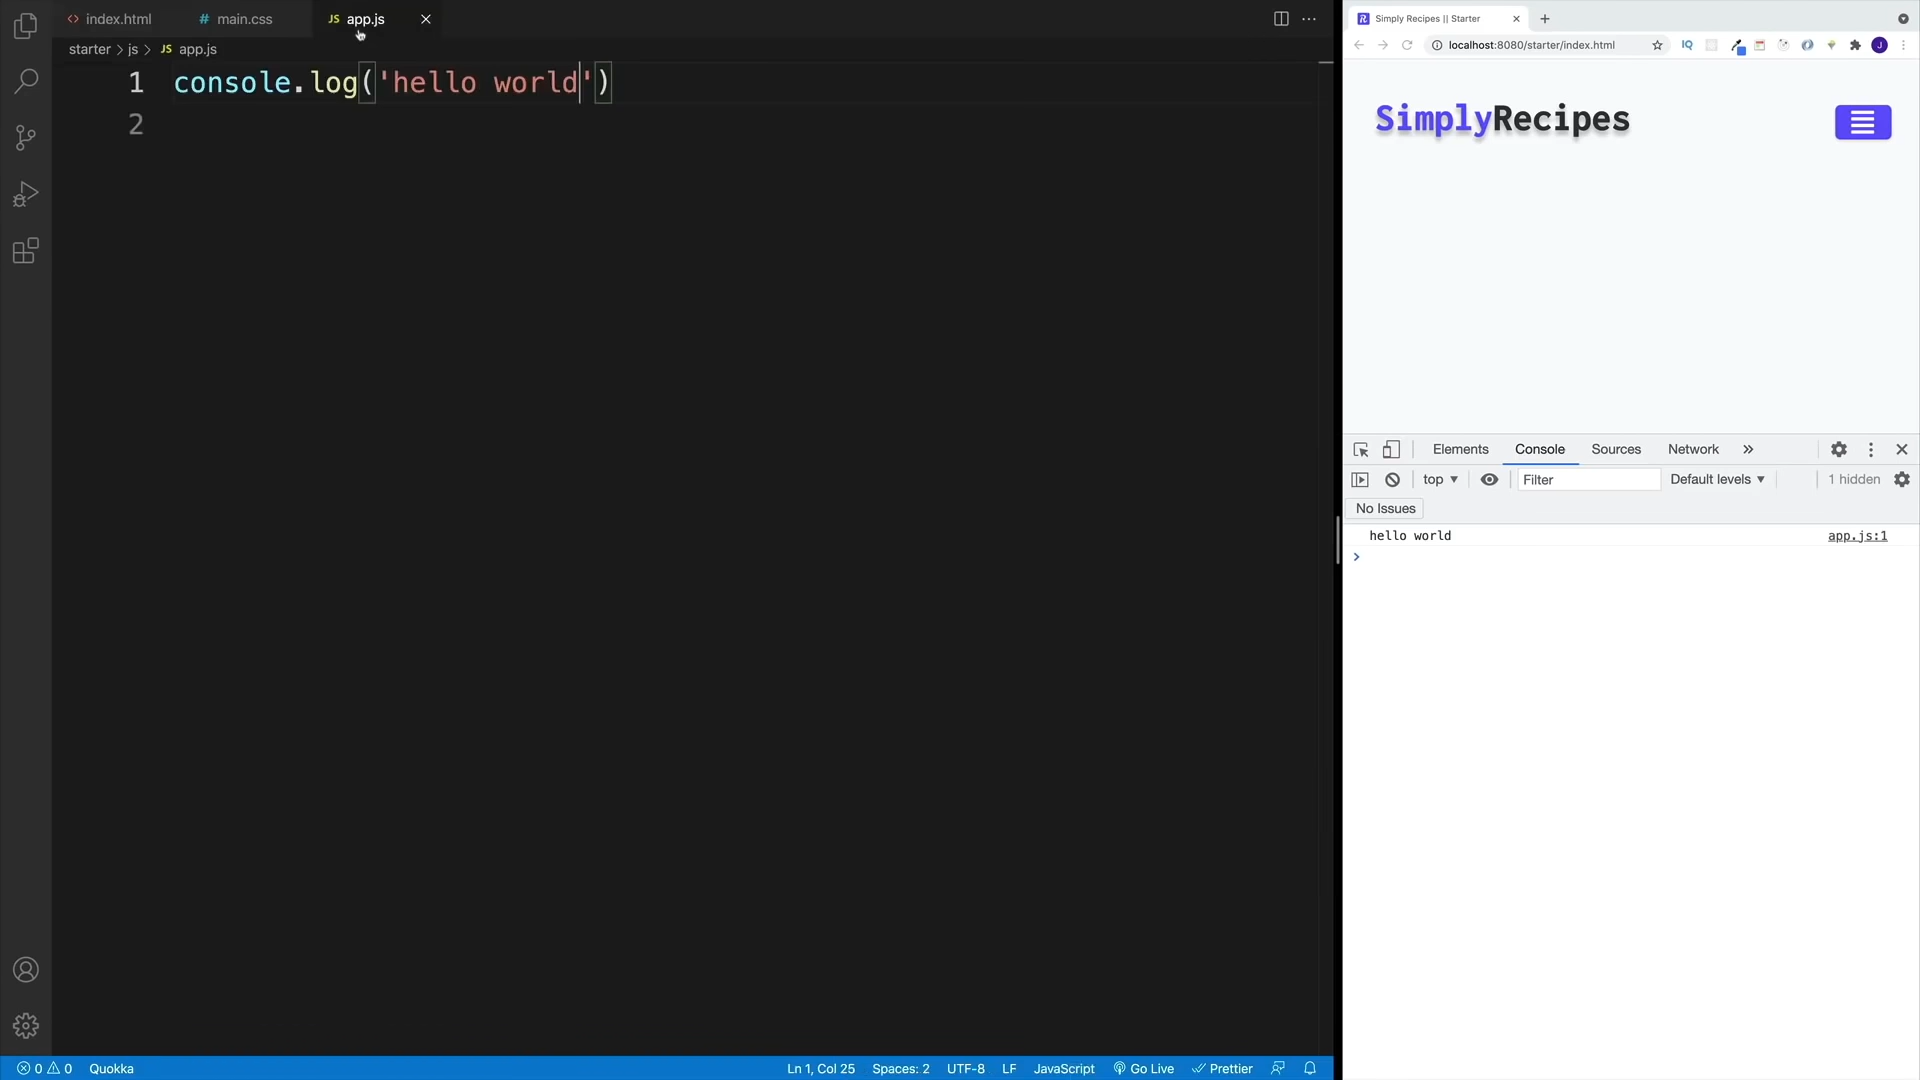 index.html
main.css
JS app.js
starter > js > JS app.js
1 console.log('hello world')
2
0 0 Quokka Ln 1, Col 25 Spaces: 2 UTF-8 LF JavaScript Go Live Prettier
Simply Recipes || Starter
localhost:8080/starter/index.html
IQ
J
SimplyRecipes
Elements Console Sources Network
top Filter Default levels 1 hidden
No Issues
hello world app.js:1